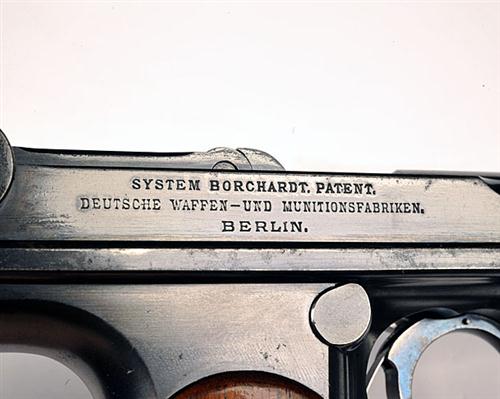 SYSTEM BORCHARDT. PATENT.
DEUTSCHE WAFFEN-UND MUNITIONSFABRIKEN.
BERLIN.